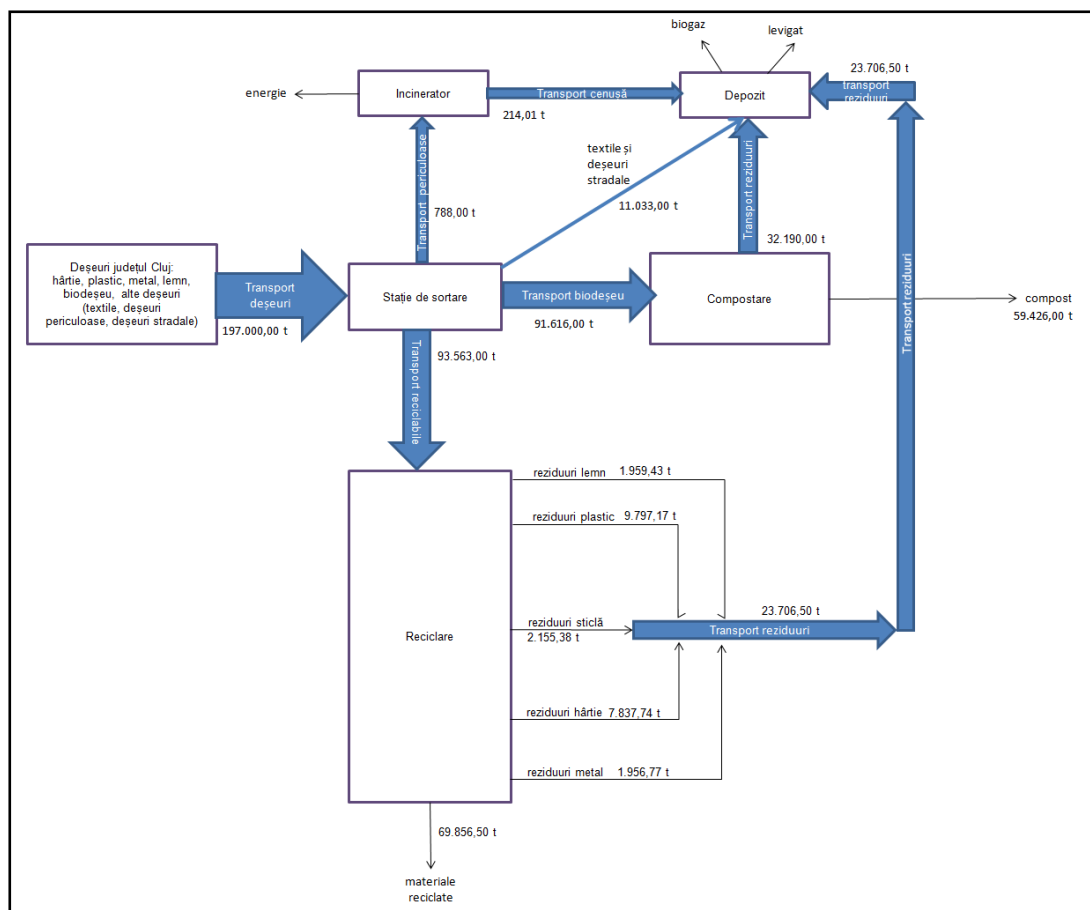 biogaz
levigat
23.706,50 t
transport
reziduuri
energie
Incinerator
Transport cenușă
Depozit
214,01 t
textile și
deșeuri
stradale
11.033,00 t
Transport periculoase
788,00 t
Transport reziduuri
32.190,00 t
Deșeuri județul Cluj:
hârtie, plastic, metal, lemn,
biodeșeu, alte deșeuri
(textile, deșeuri
periculoase, deșeuri stradale)
Transport
deșeuri
197.000,00 t
Stație de sortare
Transport biodeșeu
91.616,00 t
Compostare
compost
59.426,00 t
Transport reziduuri
93.563,00 t
Transport reciclabile
Reciclare
reziduuri lemn 1.959,43 t
reziduuri plastic 9.797,17 t
reziduuri sticlă
2.155,38 t
23.706,50 t
Transport reziduuri
reziduuri hârtie 7.837,74 t
reziduuri metal 1.956,77 t
69.856,50 t
materiale
reciclate